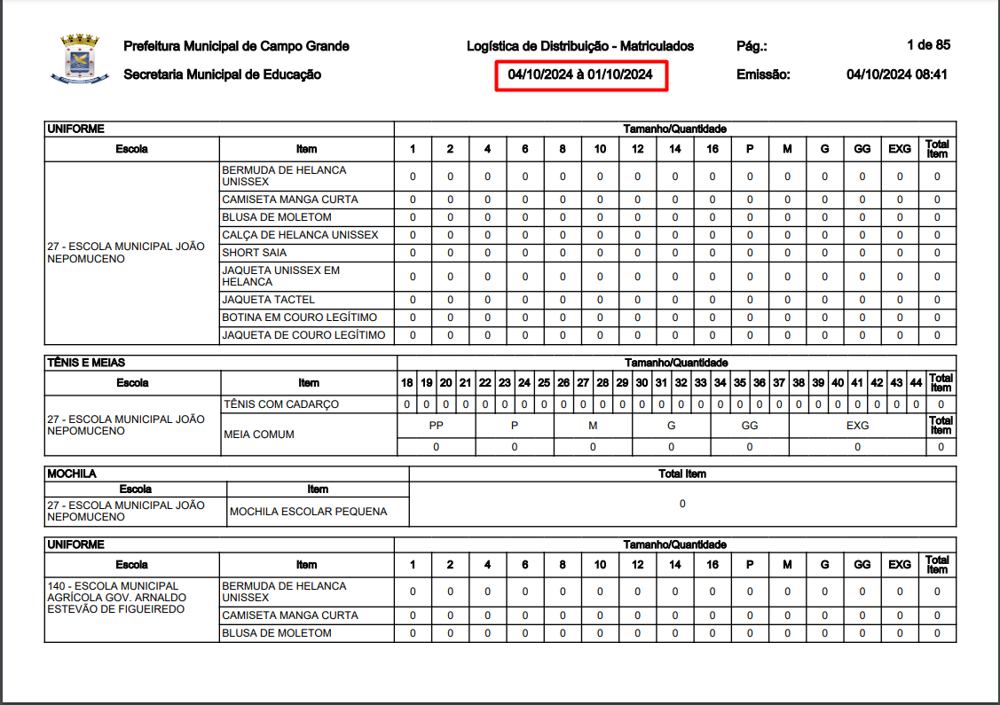 Prefeitura Municipal de Campo Grande Logística de Distribuição - Matriculados Pág.: 1 de 85
Secretaria Municipal de Educação 04/10/2024 à 01/10/2024 Emissão: 04/10/2024 08:41
UNIFORME Tamanho/Quantidade
Escola Item 1 2 4 6 8 10 12 14 16 P M G GG EXG Total Item
27 - ESCOLA MUNICIPAL JOÃO NEPOMUCENO
BERMUDA DE HELANCA UNISSEX 0 0 0 0 0 0 0 0 0 0 0 0 0 0 0
CAMISETA MANGA CURTA 0 0 0 0 0 0 0 0 0 0 0 0 0 0 0
BLUSA DE MOLETOM 0 0 0 0 0 0 0 0 0 0 0 0 0 0 0
CALÇA DE HELANCA UNISSEX 0 0 0 0 0 0 0 0 0 0 0 0 0 0 0
SHORT SAIA 0 0 0 0 0 0 0 0 0 0 0 0 0 0 0
JAQUETA UNISSEX EM HELANCA 0 0 0 0 0 0 0 0 0 0 0 0 0 0 0
JAQUETA TACTEL 0 0 0 0 0 0 0 0 0 0 0 0 0 0 0
BOTINA EM COURO LEGÍTIMO 0 0 0 0 0 0 0 0 0 0 0 0 0 0 0
JAQUETA DE COURO LEGÍTIMO 0 0 0 0 0 0 0 0 0 0 0 0 0 0 0
TÊNIS E MEIAS Tamanho/Quantidade
Escola Item 18 19 20 21 22 23 24 25 26 27 28 29 30 31 32 33 34 35 36 37 38 39 40 41 42 43 44 Total Item
27 - ESCOLA MUNICIPAL JOÃO NEPOMUCENO
TÊNIS COM CADARÇO 0 0 0 0 0 0 0 0 0 0 0 0 0 0 0 0 0 0 0 0 0 0 0 0 0 0 0 0
MEIA COMUM PP P M G GG EXG Total Item
0 0 0 0 0 0 0
MOCHILA Total Item
Escola Item
27 - ESCOLA MUNICIPAL JOÃO NEPOMUCENO MOCHILA ESCOLAR PEQUENA 0
UNIFORME Tamanho/Quantidade
Escola Item 1 2 4 6 8 10 12 14 16 P M G GG EXG Total Item
140 - ESCOLA MUNICIPAL AGRÍCOLA GOV. ARNALDO ESTEVÃO DE FIGUEIREDO
BERMUDA DE HELANCA UNISSEX 0 0 0 0 0 0 0 0 0 0 0 0 0 0 0
CAMISETA MANGA CURTA 0 0 0 0 0 0 0 0 0 0 0 0 0 0 0
BLUSA DE MOLETOM 0 0 0 0 0 0 0 0 0 0 0 0 0 0 0